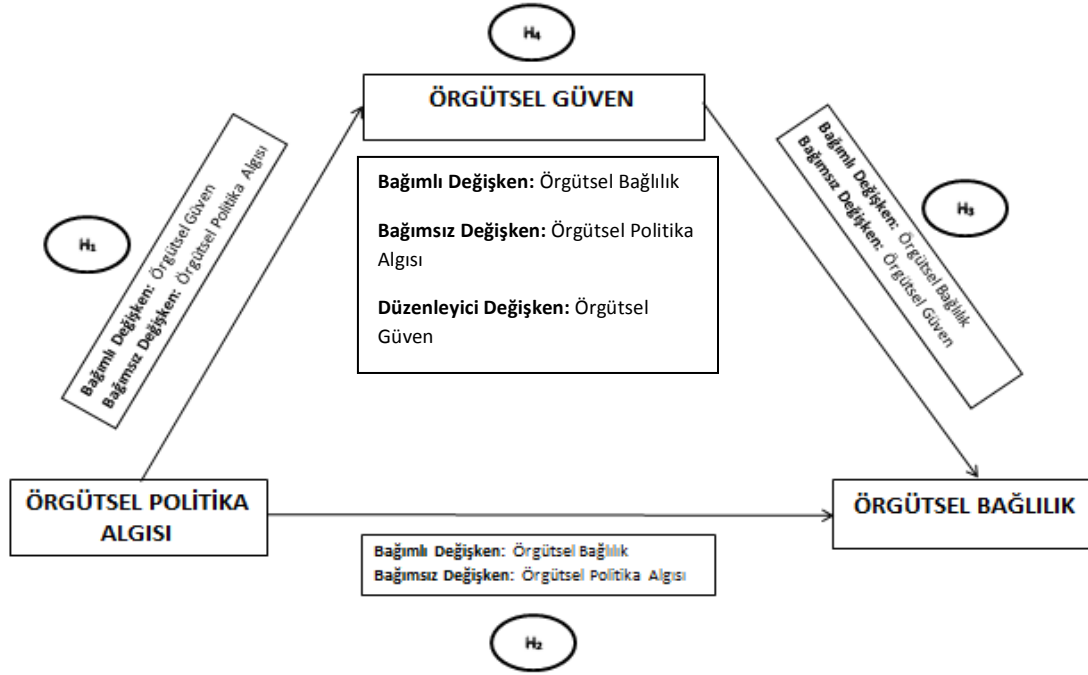 H₄
ÖRGÜTSEL GÜVEN
Bağımlı Değişken: Örgütsel Bağlılık
Bağımsız Değişken: Örgütsel Politika
Algısı
Düzenleyici Değişken: Örgütsel
Güven
H₁
Bağımlı Değişken: Örgütsel Güven
Bağımsız Değişken: Örgütsel Politika Algısı
H₃
Bağımlı Değişken: Örgütsel Bağlılık
Bağımsız Değişken: Örgütsel Güven
ÖRGÜTSEL POLİTİKA
ALGISI
ÖRGÜTSEL BAĞLILIK
Bağımlı Değişken: Örgütsel Bağlılık
Bağımsız Değişken: Örgütsel Politika Algısı
H₂